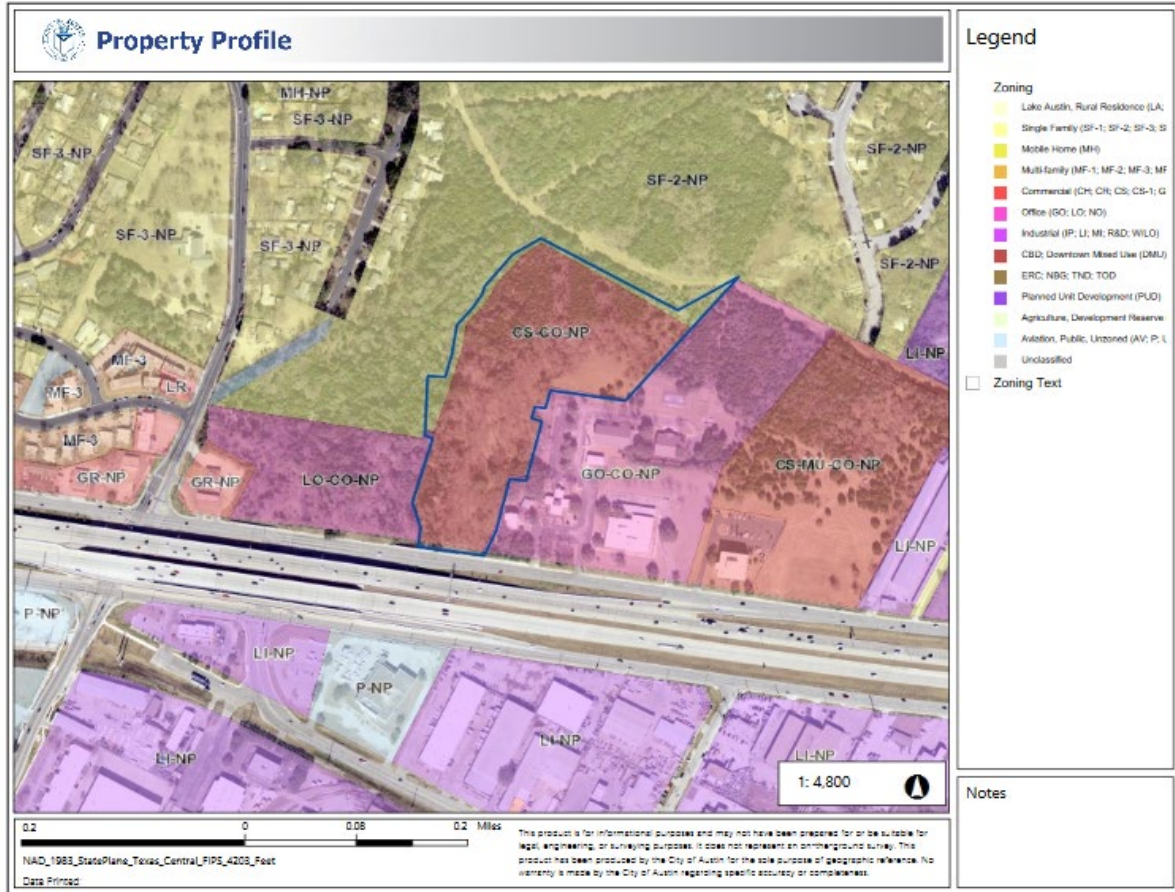 Property Profile
MH-NP
SF-3-NP
SF-3-NP
SF-2-NP
SF-2-NP
SF-3-NP
SF-3-NP
SF-2-NP
CS-CO-NP
LI-NP
MF-3
LR
MF-3
MF-3
GR-NP
GR-NP
LO-CO-NP
GO-CO-NP
CS-MU-CO-NP
LI-NP
P-NP
LI-NP
P-NP
LI-NP
LI-NP
LI-NP
1: 4,800
0.2 0 0.08 0.2 Miles
NAD_1983_StatePlane_Texas_Central_FIPS_4203_Feet
Data Printed:
This product is for informational purposes and may not have been prepared for or be suitable for
legal, engineering, or surveying purposes. It does not represent an on-the-ground survey. This
product has been produced by the City of Austin for the sole purpose of geographic reference. No
warranty is made by the City of Austin regarding specific accuracy or completeness.
Legend
Zoning
Lake Austin, Rural Residence (LA;
Single Family (SF-1; SF-2; SF-3; S
Mobile Home (MH)
Multi-family (MF-1; MF-2; MF-3; MF
Commercial (CH; CR; CS; CS-1; G
Office (GO; LO; NO)
Industrial (IP; LI; MI; R&D; W/LO)
CBD; Downtown Mixed Use (DMU)
ERC; NBG; TND; TOD
Planned Unit Development (PUD)
Agriculture, Development Reserve
Aviation, Public, Unzoned (AV; P; U
Unclassified
Zoning Text
Notes